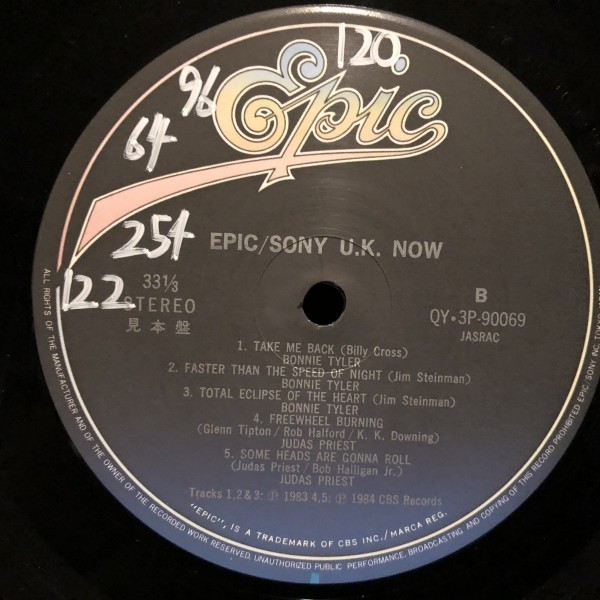 120.
96
Epic
64
254
122
EPIC/SONY U.K. NOW
33⅓
STEREO
見本盤
B
QY•3P-90069
JASRAC
1. TAKE ME BACK (Billy Cross)
BONNIE TYLER
2. FASTER THAN THE SPEED OF NIGHT (Jim Steinman)
BONNIE TYLER
3. TOTAL ECLIPSE OF THE HEART (Jim Steinman)
BONNIE TYLER
4. FREEWHEEL BURNING
(Glenn Tipton/Rob Halford/K. K. Downing)
JUDAS PRIEST
5. SOME HEADS ARE GONNA ROLL
(Judas Priest/Bob Halligan Jr.)
JUDAS PRIEST
Tracks 1,2&3: ℗ 1983 4,5: ℗ 1984 CBS Records
"EPIC", IS A TRADEMARK OF CBS INC./MARCA REG.
ALL RIGHTS OF THE MANUFACTURER AND OF THE OWNER OF THE RECORDED WORK RESERVED. UNAUTHORIZED PUBLIC PERFORMANCE, BROADCASTING AND COPYING OF THIS RECORD PROHIBITED EPIC/SONY INC. TOKYO